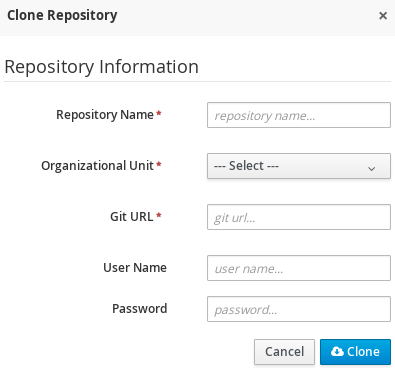 Clone Repository ×
Repository Information
Repository Name* repository name...
Organizational Unit* --- Select ---
Git URL* git url...
User Name user name...
Password password...
Cancel Clone